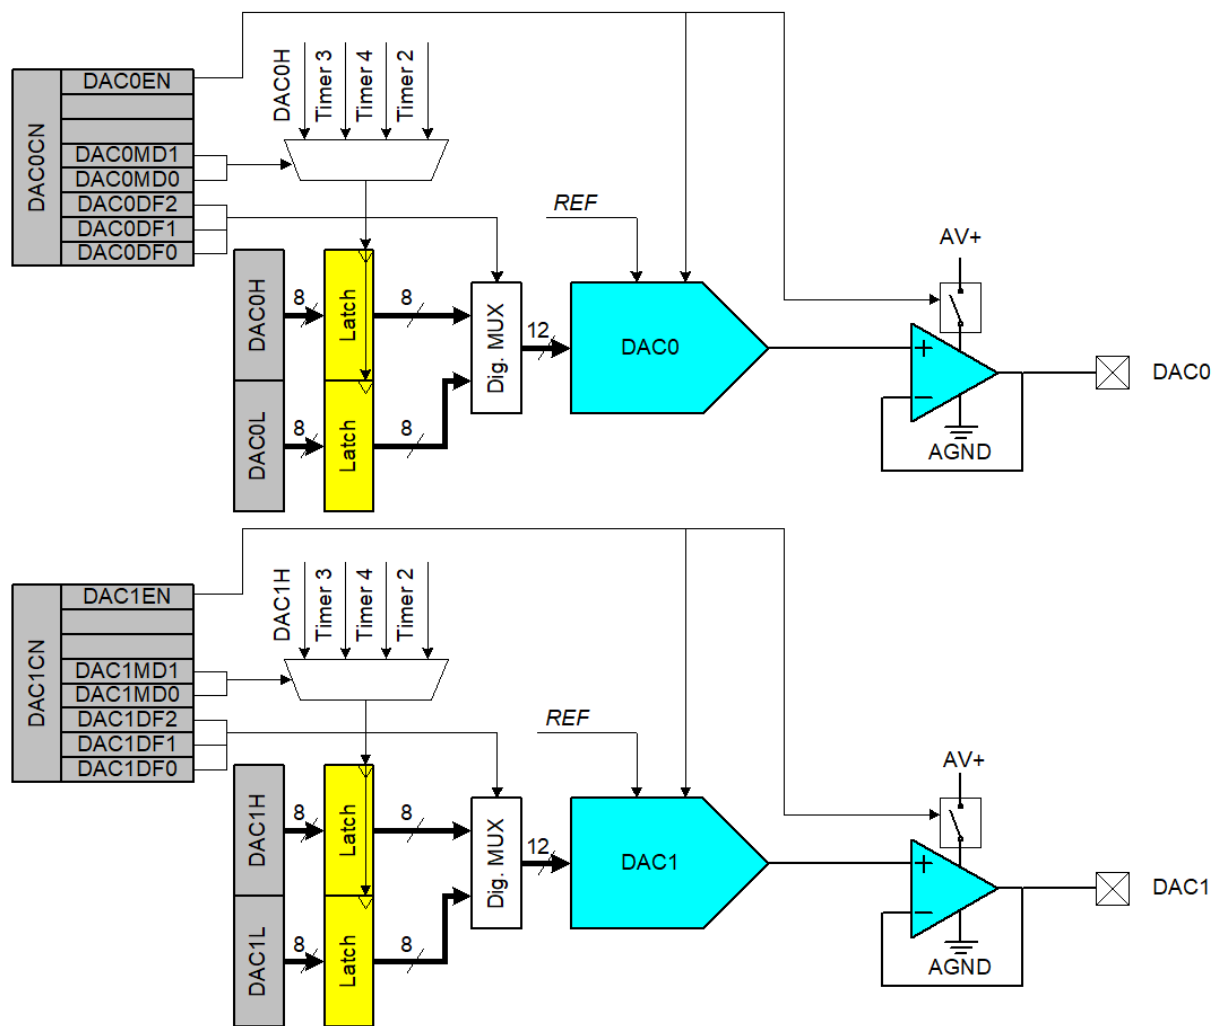 DAC0CN
DAC0EN
DAC0MD1
DAC0MD0
DAC0DF2
DAC0DF1
DAC0DF0
DAC0H
Timer 3
Timer 4
Timer 2
REF
AV+
DAC0H
8
Latch
8
Dig. MUX
12
DAC0
+
−
AGND
DAC0
DAC0L
8
Latch
8
DAC1CN
DAC1EN
DAC1MD1
DAC1MD0
DAC1DF2
DAC1DF1
DAC1DF0
DAC1H
Timer 3
Timer 4
Timer 2
REF
AV+
DAC1H
8
Latch
8
Dig. MUX
12
DAC1
+
−
AGND
DAC1
DAC1L
8
Latch
8